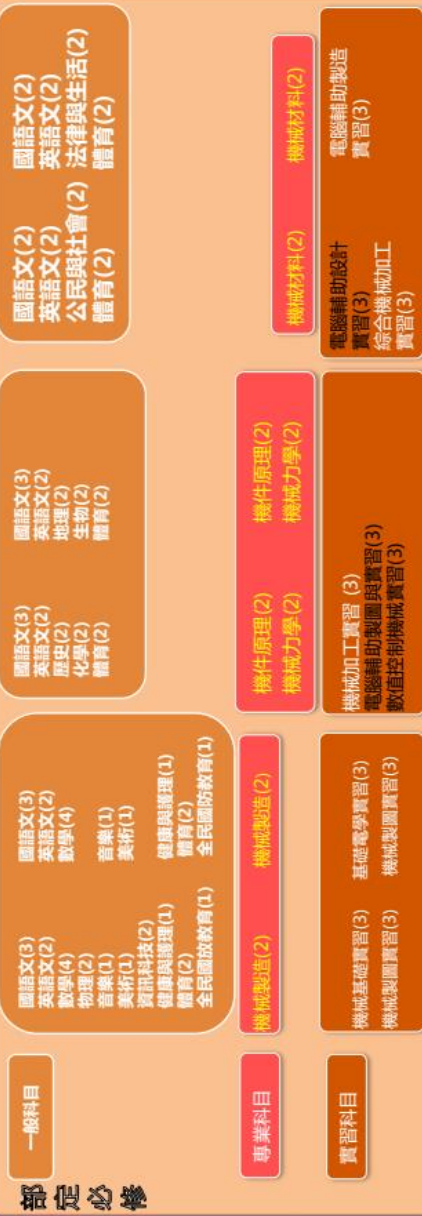 部定必修
一般科目
國語文(3)
英語文(2)
數學(4)
物理(2)
音樂(1)
美術(1)
資訊科技(2)
健康與護理(1)
體育(2)
全民國放教育(1)
國語文(3)
英語文(2)
數學(4)
音樂(1)
美術(1)
健康與護理(1)
體育(2)
全民國防教育(1)
國語文(3)
英語文(2)
歷史(2)
化學(2)
體育(2)
國語文(3)
英語文(2)
地理(2)
生物(2)
體育(2)
國語文(2)
英語文(2)
公民與社會(2)
體育(2)
國語文(2)
英語文(2)
法律與生活(2)
體育(2)
專業科目
機械製造(2)
機械製造(2)
機件原理(2)
機械力學(2)
機件原理(2)
機械力學(2)
機械材料(2)
機械材料(2)
實習科目
機械基礎實習(3)
機械製圖實習(3)
基礎電學實習(3)
機械製圖實習(3)
機械加工實習 (3)
電腦輔助製圖與實習(3)
數值控制機械實習(3)
電腦輔助設計
實習(3)
綜合機械加工
實習(3)
電腦輔助製造
實習(3)